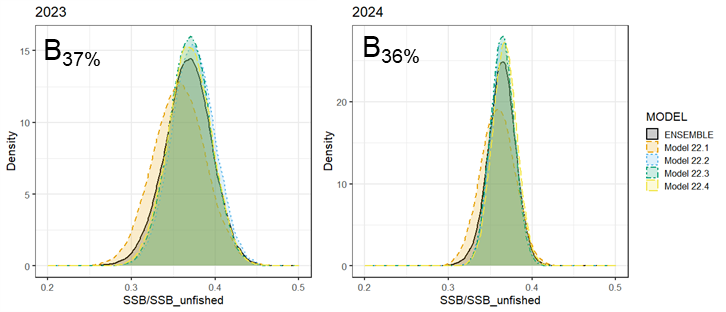 2023
B37%
15
10
5
0
Density
0.2 0.3 0.4 0.5
SSB/SSB_unfished
2024
B36%
20
10
0
Density
0.2 0.3 0.4 0.5
SSB/SSB_unfished
MODEL
ENSEMBLE
Model 22.1
Model 22.2
Model 22.3
Model 22.4